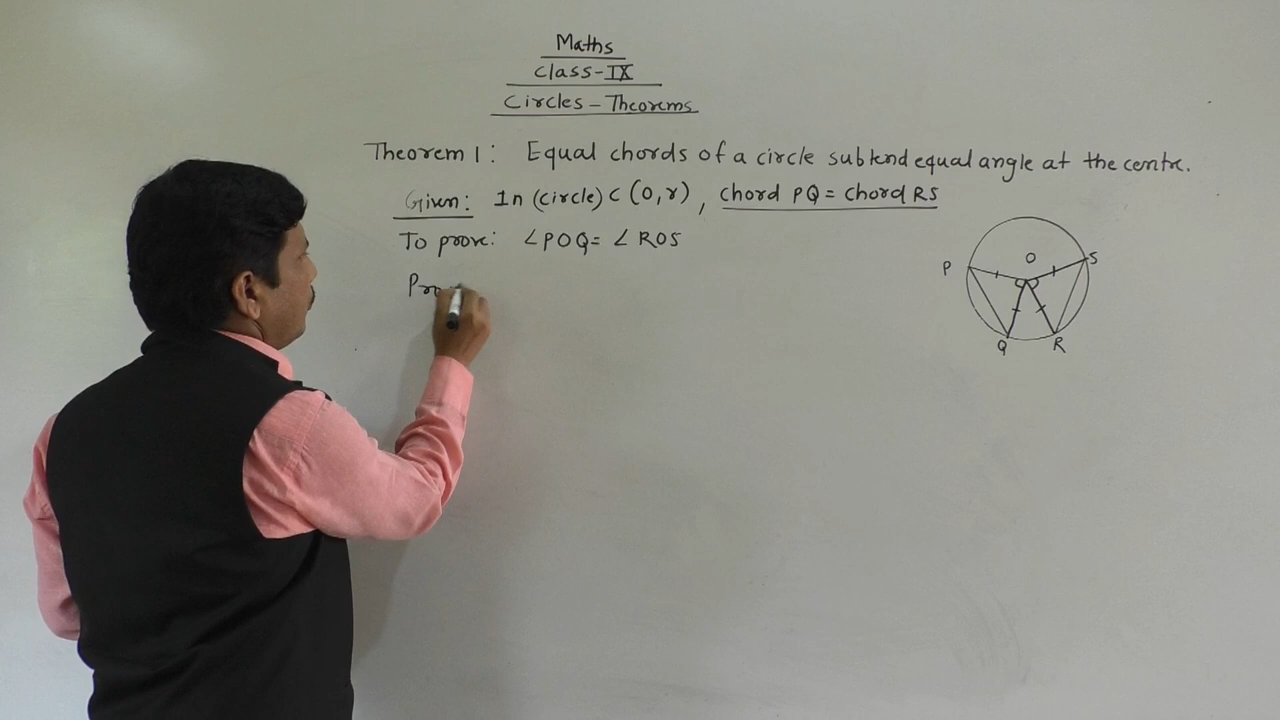 Maths
Class-IX
Circles - Theorems
Theorem 1: Equal chords of a circle subtend equal angle at the centre.
Given: In (circle) C (O, r), chord PQ = chord RS
To prove: ∠POQ = ∠ROS
Pro
O
P
S
Q
R